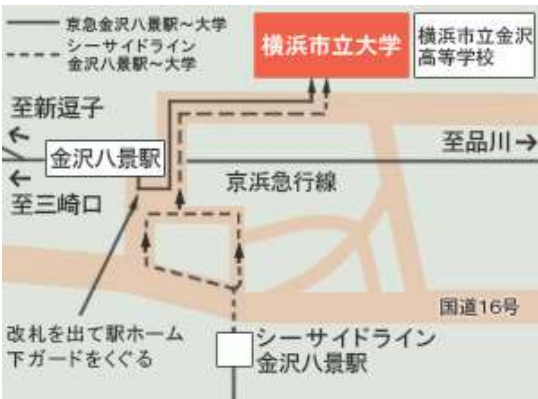 京急金沢八景駅～大学
シーサイドライン
金沢八景駅～大学
横浜市立大学
横浜市立金沢
高等学校
至新逗子
金沢八景駅
至品川
至三崎口
京浜急行線
国道16号
改札を出て駅ホーム
下ガードをくぐる
シーサイドライン
金沢八景駅